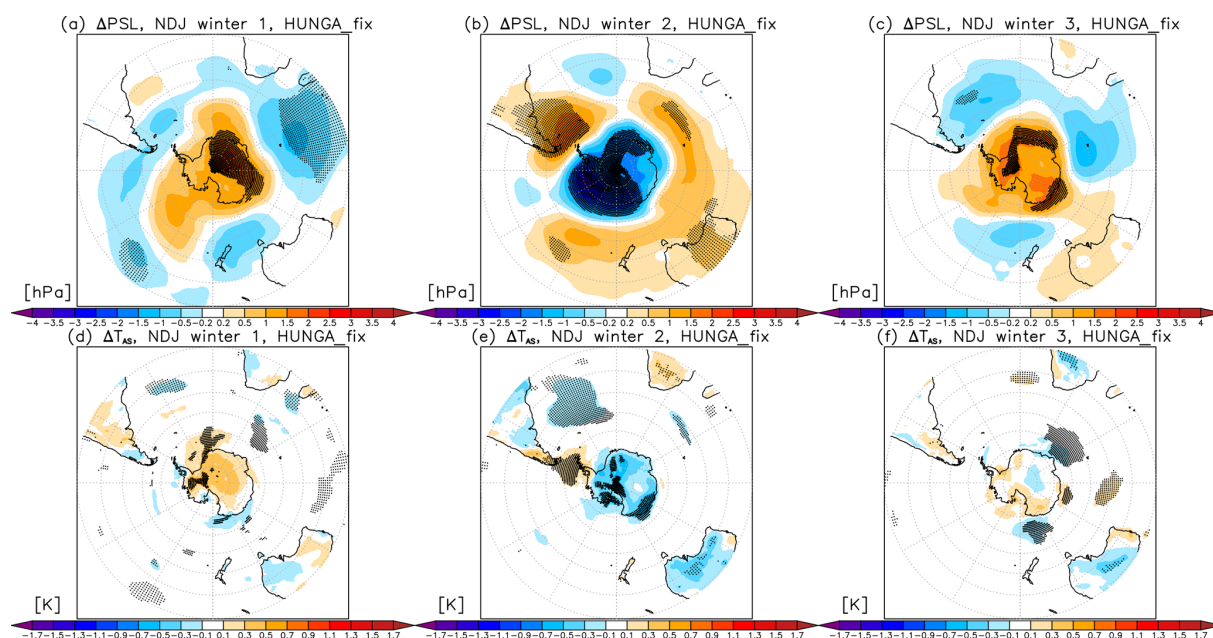 (a) ΔPSL, NDJ winter 1, HUNGA_fix
(b) ΔPSL, NDJ winter 2, HUNGA_fix
(c) ΔPSL, NDJ winter 3, HUNGA_fix
[hPa]
[hPa]
[hPa]
-4 -3.5 -3 -2.5 -2 -1.5 -1 -0.5 -0.2 0.2 0.5 1 1.5 2 2.5 3 3.5 4
-4 -3.5 -3 -2.5 -2 -1.5 -1 -0.5 -0.2 0.2 0.5 1 1.5 2 2.5 3 3.5 4
-4 -3.5 -3 -2.5 -2 -1.5 -1 -0.5 -0.2 0.2 0.5 1 1.5 2 2.5 3 3.5 4
(d) ΔTAS, NDJ winter 1, HUNGA_fix
(e) ΔTAS, NDJ winter 2, HUNGA_fix
(f) ΔTAS, NDJ winter 3, HUNGA_fix
[K]
[K]
[K]
-1.7 -1.5 -1.3 -1.1 -0.9 -0.7 -0.5 -0.3 -0.1 0.1 0.3 0.5 0.7 0.9 1.1 1.3 1.5 1.7
-1.7 -1.5 -1.3 -1.1 -0.9 -0.7 -0.5 -0.3 -0.1 0.1 0.3 0.5 0.7 0.9 1.1 1.3 1.5 1.7
-1.7 -1.5 -1.3 -1.1 -0.9 -0.7 -0.5 -0.3 -0.1 0.1 0.3 0.5 0.7 0.9 1.1 1.3 1.5 1.7